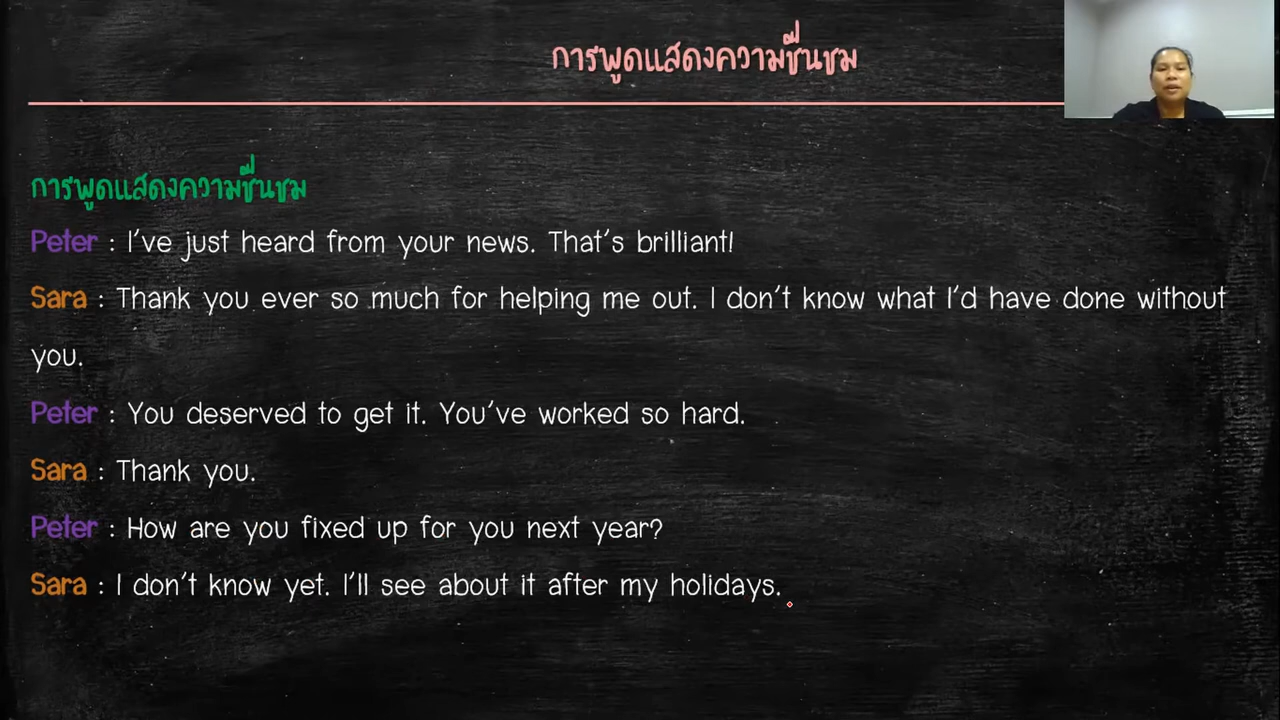 การพูดแสดงความชื่นชม
การพูดแสดงความชื่นชม
Peter : I've just heard from your news. That's brilliant!
Sara : Thank you ever so much for helping me out. I don't know what I'd have done without
you.
Peter : You deserved to get it. You've worked so hard.
Sara : Thank you.
Peter : How are you fixed up for you next year?
Sara : I don't know yet. I'll see about it after my holidays.